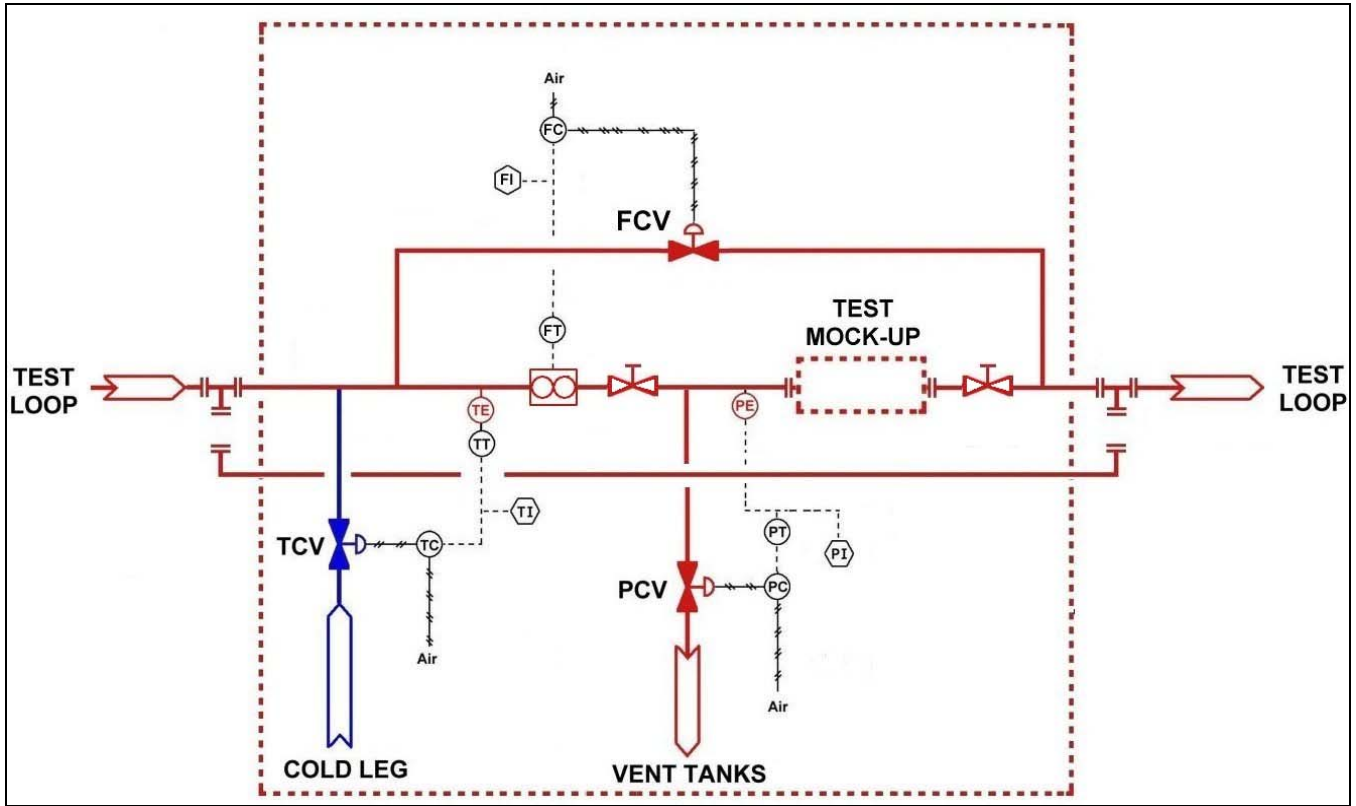 Air
FC
FI
FCV
FT
TEST
MOCK-UP
TEST
LOOP
TEST
LOOP
TE
PE
TT
TI
PT
TCV
TC
PI
PCV
PC
Air
Air
COLD LEG
VENT TANKS